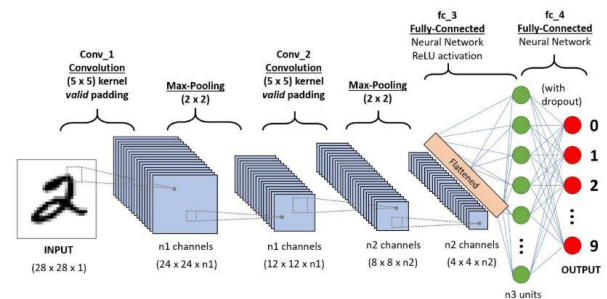 Conv_1
Convolution
(5 x 5) kernel
valid padding
Max-Pooling
(2 x 2)
Conv_2
Convolution
(5 x 5) kernel
valid padding
Max-Pooling
(2 x 2)
fc_3
Fully-Connected
Neural Network
ReLU activation
fc_4
Fully-Connected
Neural Network
(with
dropout)
Flattened
0
1
2
9
2
INPUT
(28 x 28 x 1)
n1 channels
(24 x 24 x n1)
n1 channels
(12 x 12 x n1)
n2 channels
(8 x 8 x n2)
n2 channels
(4 x 4 x n2)
n3 units
OUTPUT